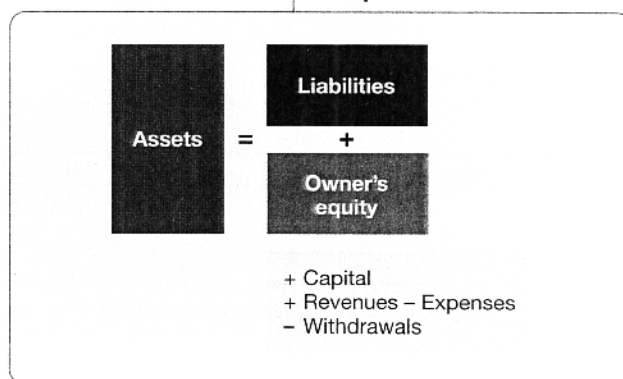 Assets
=
Liabilities
+
Owner's
equity
+ Capital
+ Revenues – Expenses
– Withdrawals